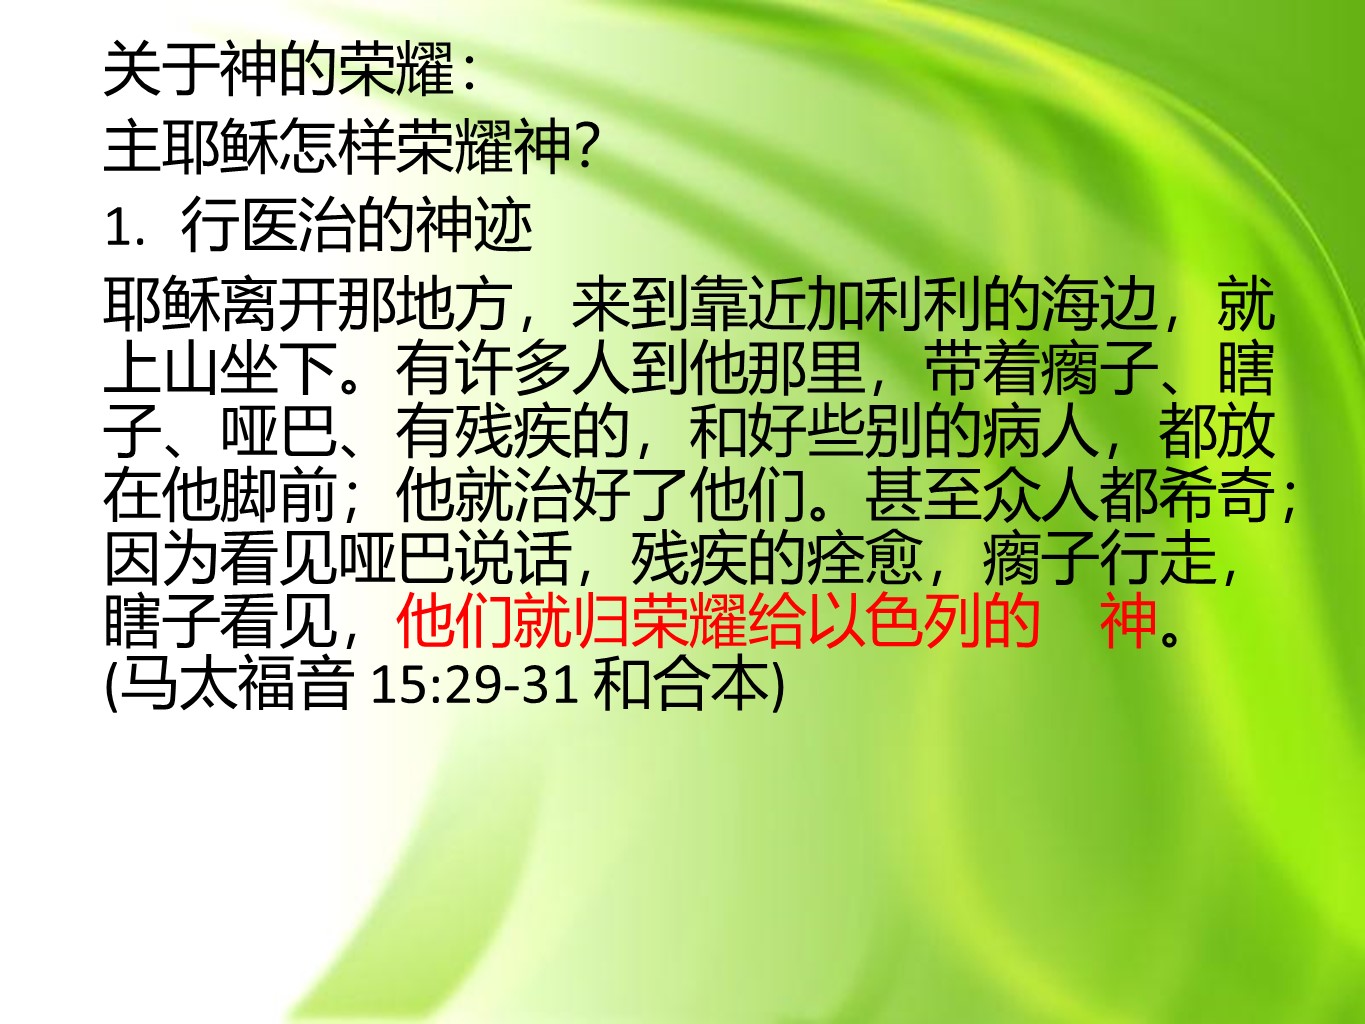 关于神的荣耀：
主耶稣怎样荣耀神？
1. 行医治的神迹
耶稣离开那地方，来到靠近加利利的海边，就
上山坐下。有许多人到他那里，带着瘸子、瞎
子、哑巴、有残疾的，和好些别的病人，都放
在他脚前；他就治好了他们。甚至众人都希奇；
因为看见哑巴说话，残疾的痊愈，瘸子行走，
瞎子看见，他们就归荣耀给以色列的　神。
(马太福音 15:29-31 和合本)